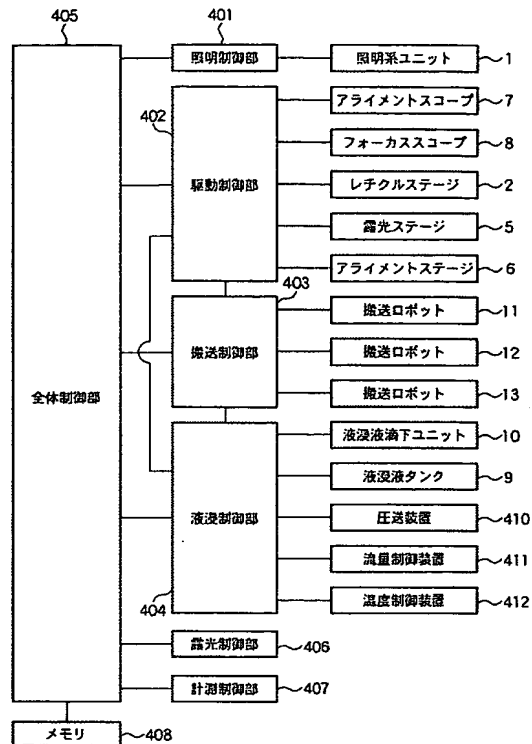 405
401
照明制御部
照明系ユニット
1
402
駆動制御部
アライメントスコープ
7
フォーカススコープ
8
レチクルステージ
2
露光ステージ
5
アライメントステージ
6
403
搬送制御部
搬送ロボット
11
搬送ロボット
12
搬送ロボット
13
全体制御部
液浸制御部
404
液浸液滴下ユニット
10
液浸液タンク
9
圧送装置
410
流量制御装置
411
温度制御装置
412
露光制御部
406
計測制御部
407
メモリ
408